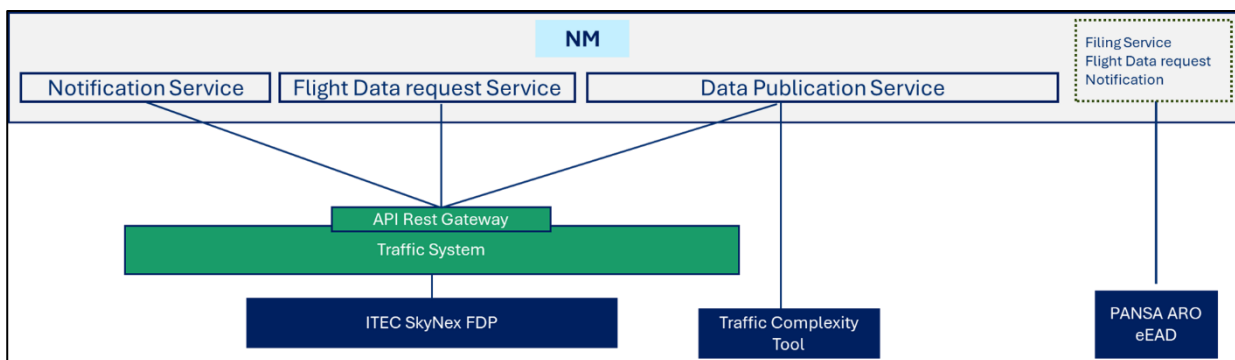 NM
Filing Service
Flight Data request
Notification
Notification Service
Flight Data request Service
Data Publication Service
API Rest Gateway
Traffic System
ITEC SkyNex FDP
Traffic Complexity
Tool
PANSA ARO
eEAD